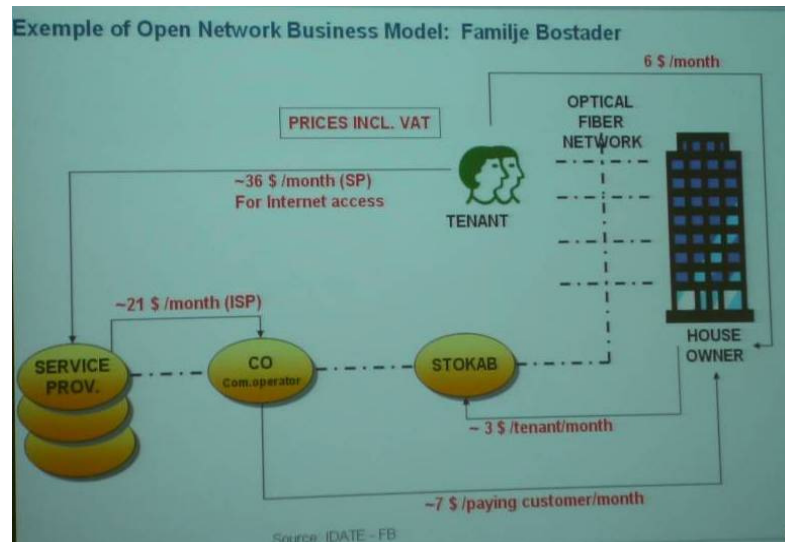 Exemple of Open Network Business Model: Familje Bostader
6 $ /month
OPTICAL
FIBER
NETWORK
PRICES INCL. VAT
~36 $ /month (SP)
For Internet access
TENANT
~21 $ /month (ISP)
SERVICE
PROV.
CO
Com.operator
STOKAB
HOUSE
OWNER
~ 3 $ /tenant/month
~7 $ /paying customer/month
Source: IDATE - FB